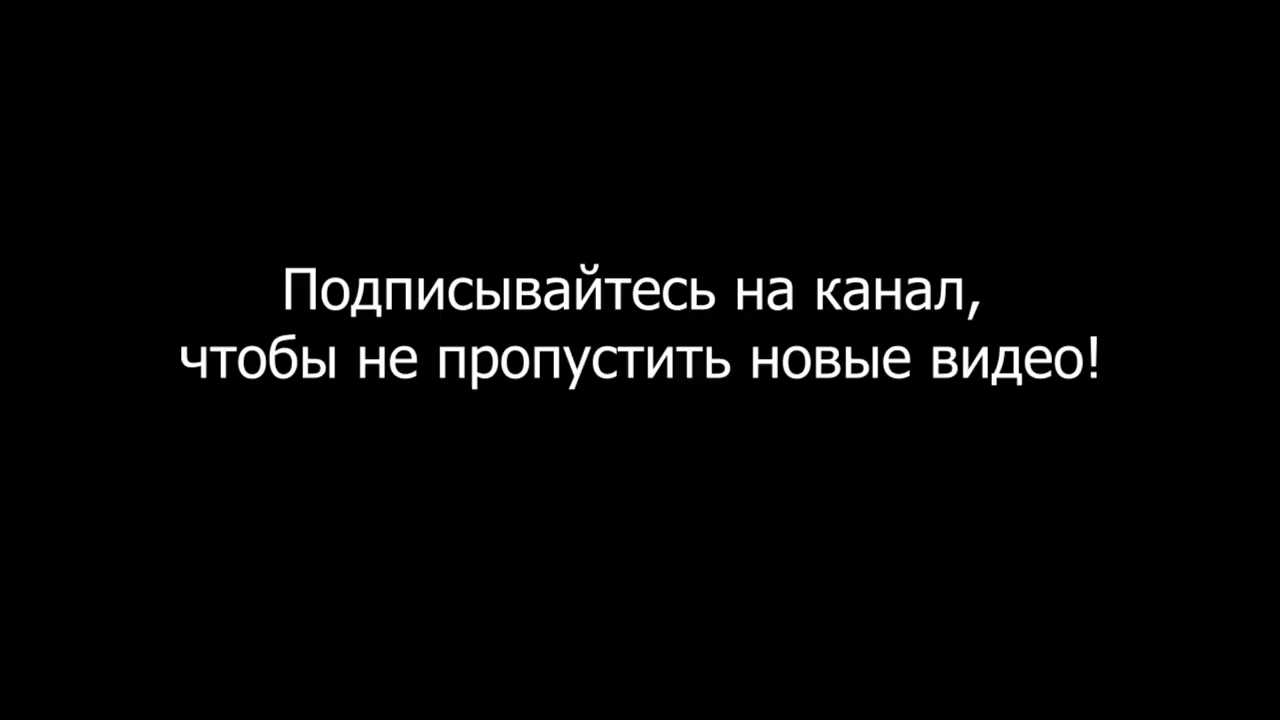 Подписывайтесь на канал,
чтобы не пропустить новые видео!